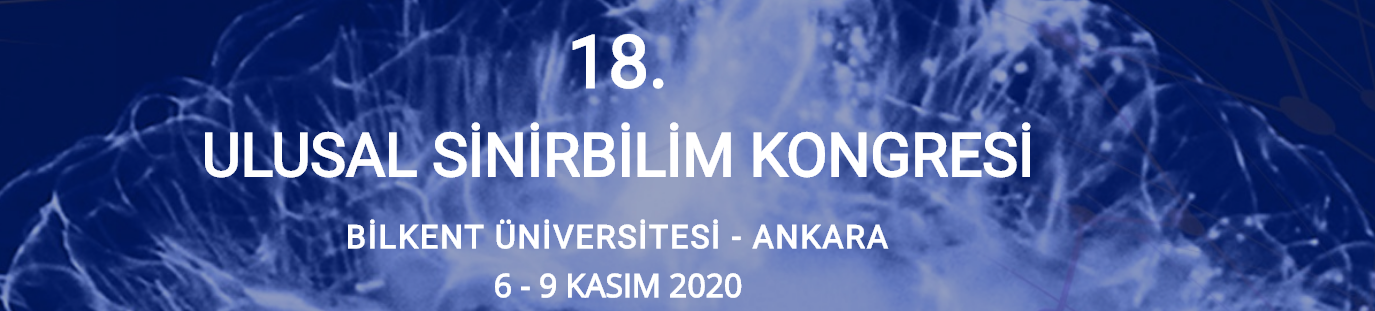 18.
ULUSAL SİNİRBİLİM KONGRESİ
BİLKENT ÜNİVERSİTESİ - ANKARA
6 - 9 KASIM 2020